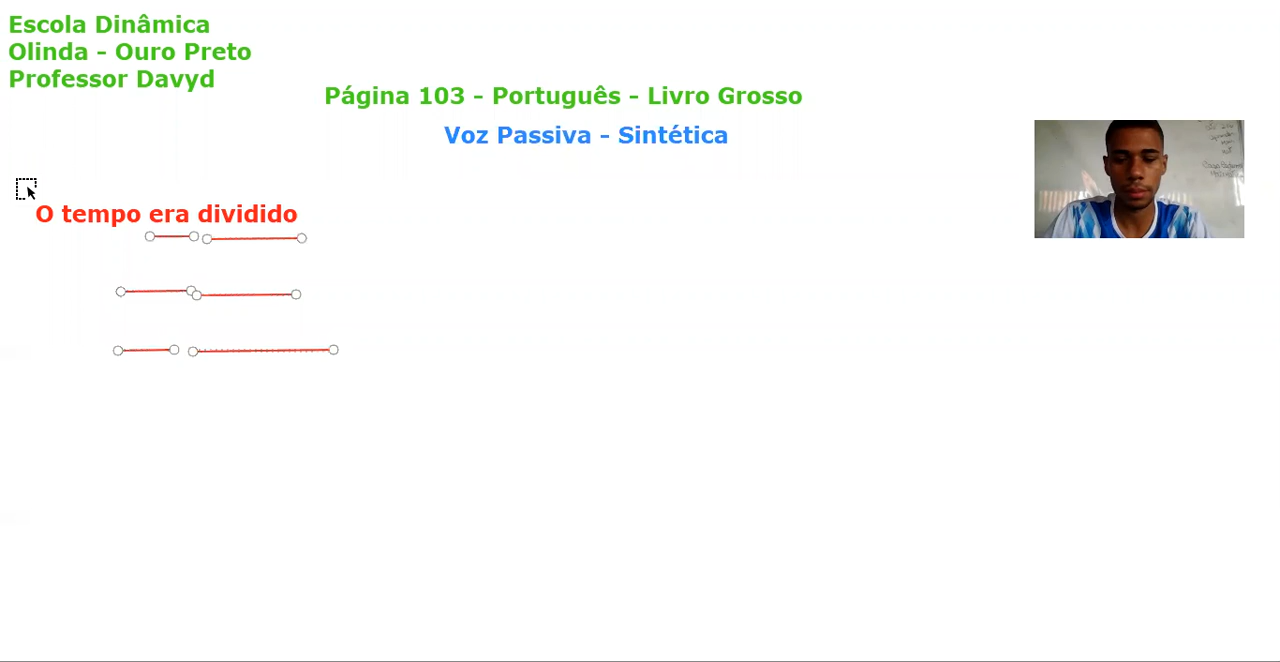 Escola Dinâmica
Olinda - Ouro Preto
Professor Davyd
Página 103 - Português - Livro Grosso
Voz Passiva - Sintética
O tempo era dividido